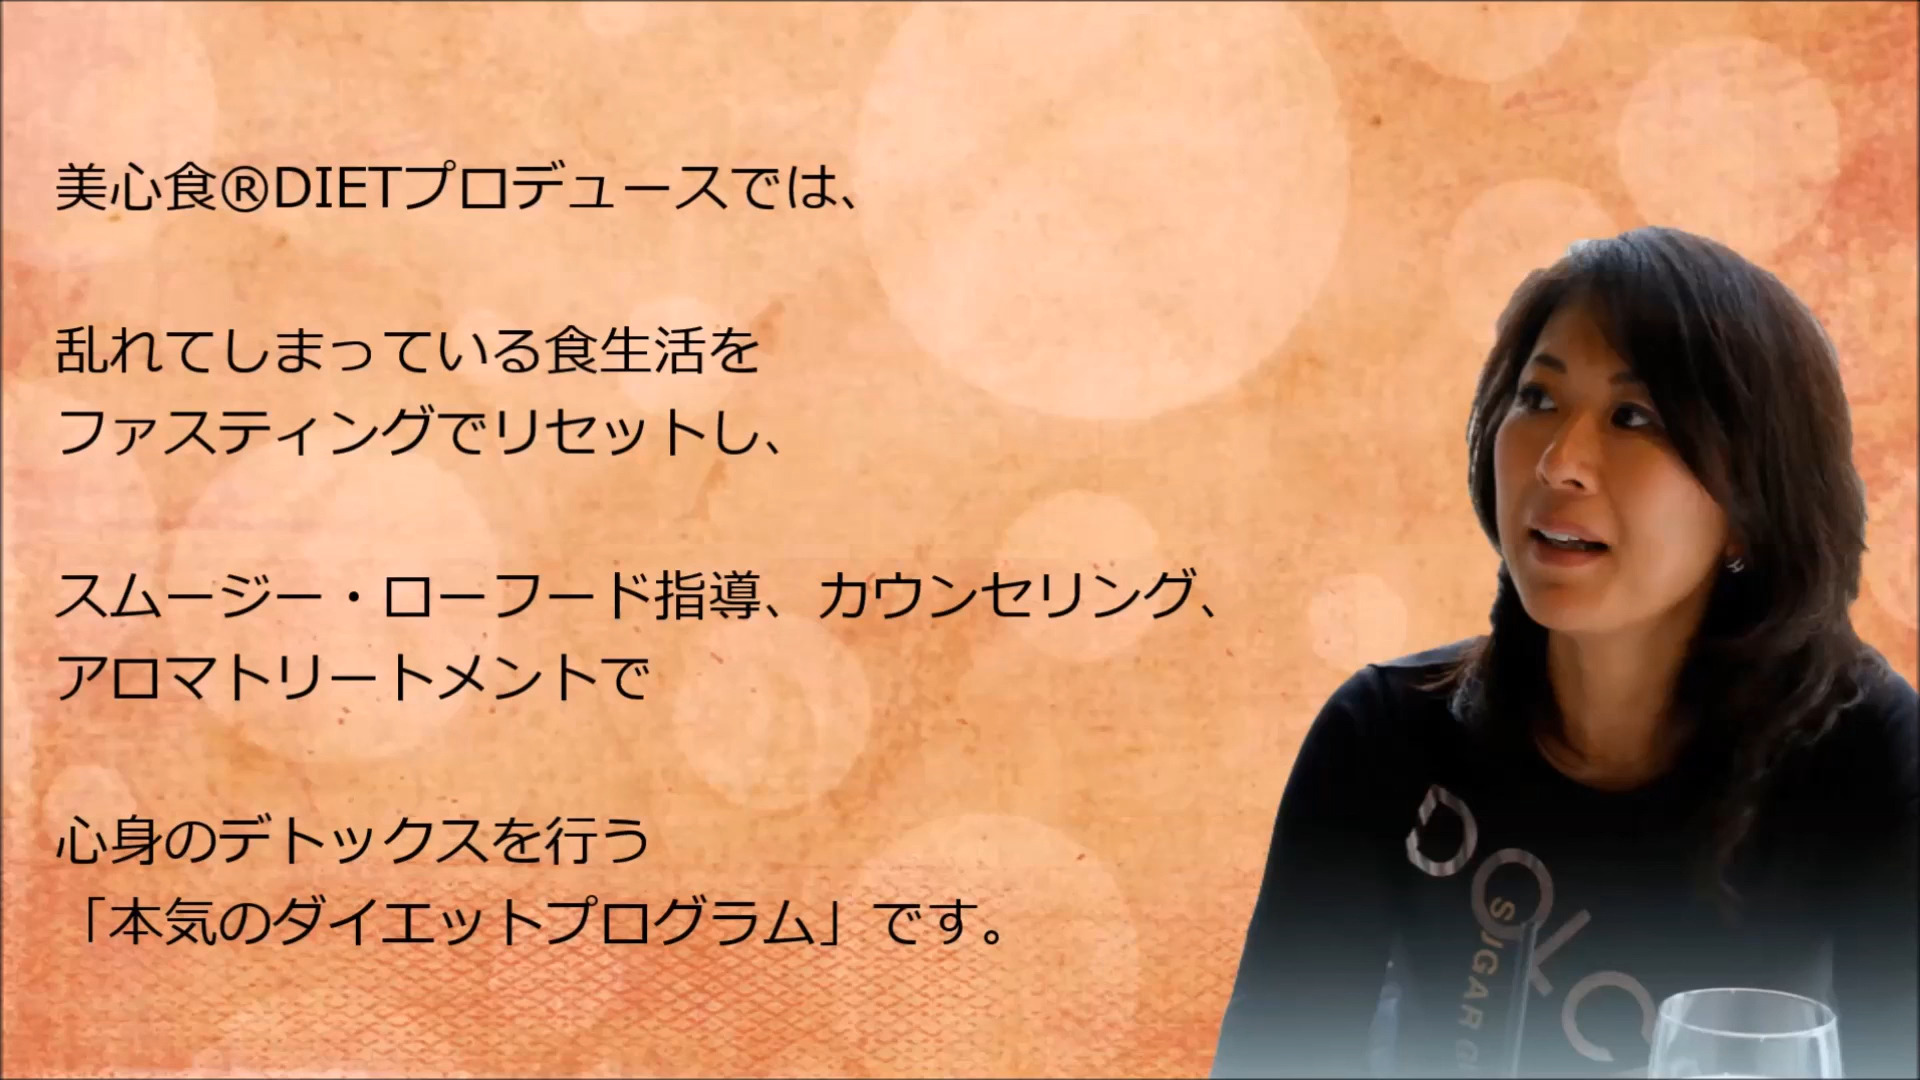 美心食®DIETプロデュースでは、
乱れてしまっている食生活を
ファスティングでリセットし、
スムージー・ローフード指導、カウンセリング、
アロマトリートメントで
心身のデトックスを行う
「本気のダイエットプログラム」です。